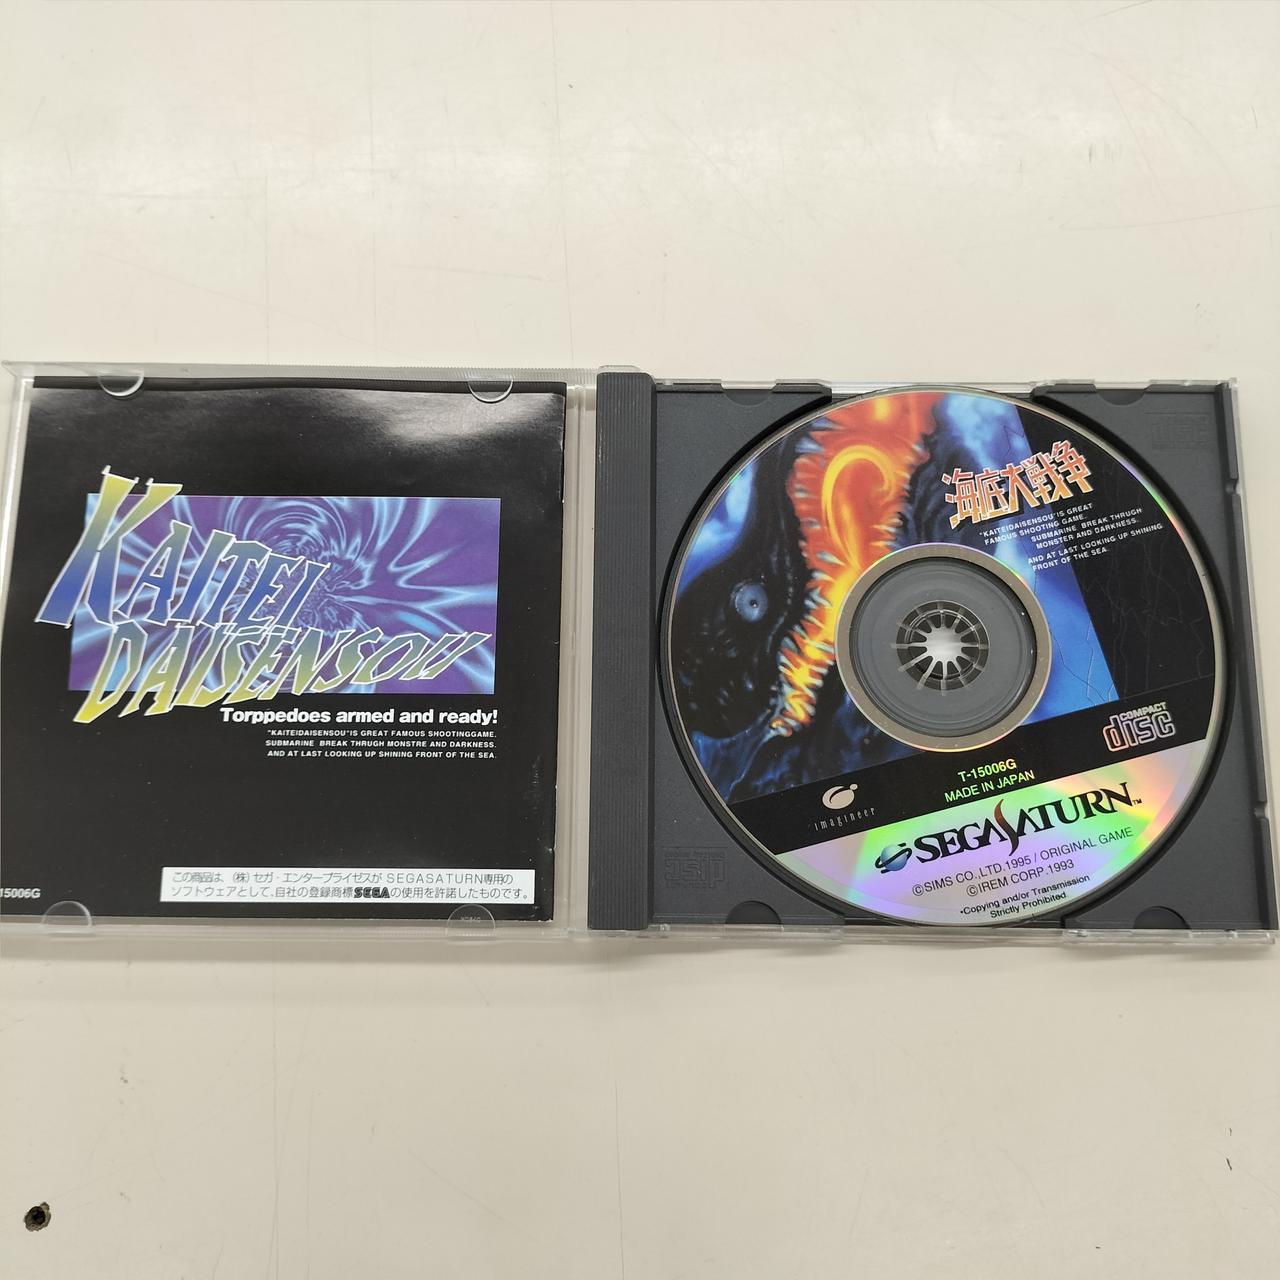 KAITEI
DAISENSOU
Torppedoes armed and ready!
"KAITEIDAISENSOU"IS GREAT FAMOUS SHOOTINGGAME.
SUBMARINE BREAK THRUGH MONSTRE AND DARKNESS.
AND AT LAST LOOKING UP SHINING FRONT OF THE SEA.
15006G
この商品は、(株)セガ・エンタープライゼスがSEGASATURN専用の
ソフトウェアとして、自社の登録商標SEGAの使用を許諾したものです。
海底大戦争
"KAITEIDAISENSOU"IS GREAT
FAMOUS SHOOTING GAME.
SUBMARINE BREAK THRUGH
MONSTER AND DARKNESS.
AND AT LAST LOOKING UP SHINING
FRONT OF THE SEA.
COMPACT
disc
T-15006G
MADE IN JAPAN
imagineer
SEGA SATURN™
©SIMS CO.,LTD.1995 / ORIGINAL GAME
©IREM CORP.1993
•Copying and/or Transmission
Strictly Prohibited